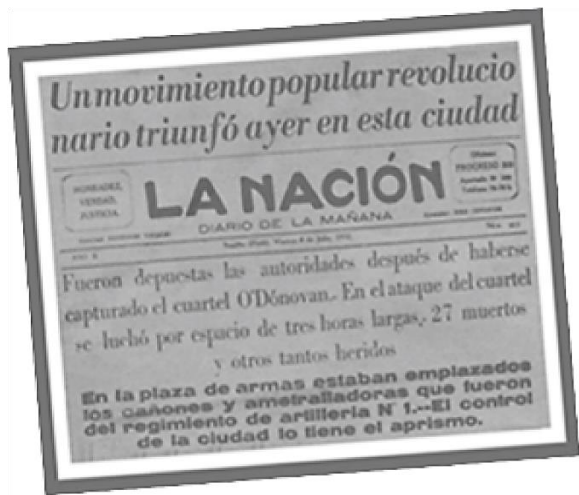 Un movimiento popular revolucio
nario triunfó ayer en esta ciudad
HONRADEZ,
VERDAD,
JUSTICIA.
LA NACIÓN
DIARIO DE LA MAÑANA
Fueron depuestas las autoridades después de haberse
capturado el cuartel O'Dónovan.- En el ataque del cuartel
se luchó por espacio de tres horas largas,- 27 muertos
y otros tantos heridos
En la plaza de armas estaban emplazados
los cañones y ametralladoras que fueron
del regimiento de artilleria N 1.--El control
de la ciudad lo tiene el aprismo.